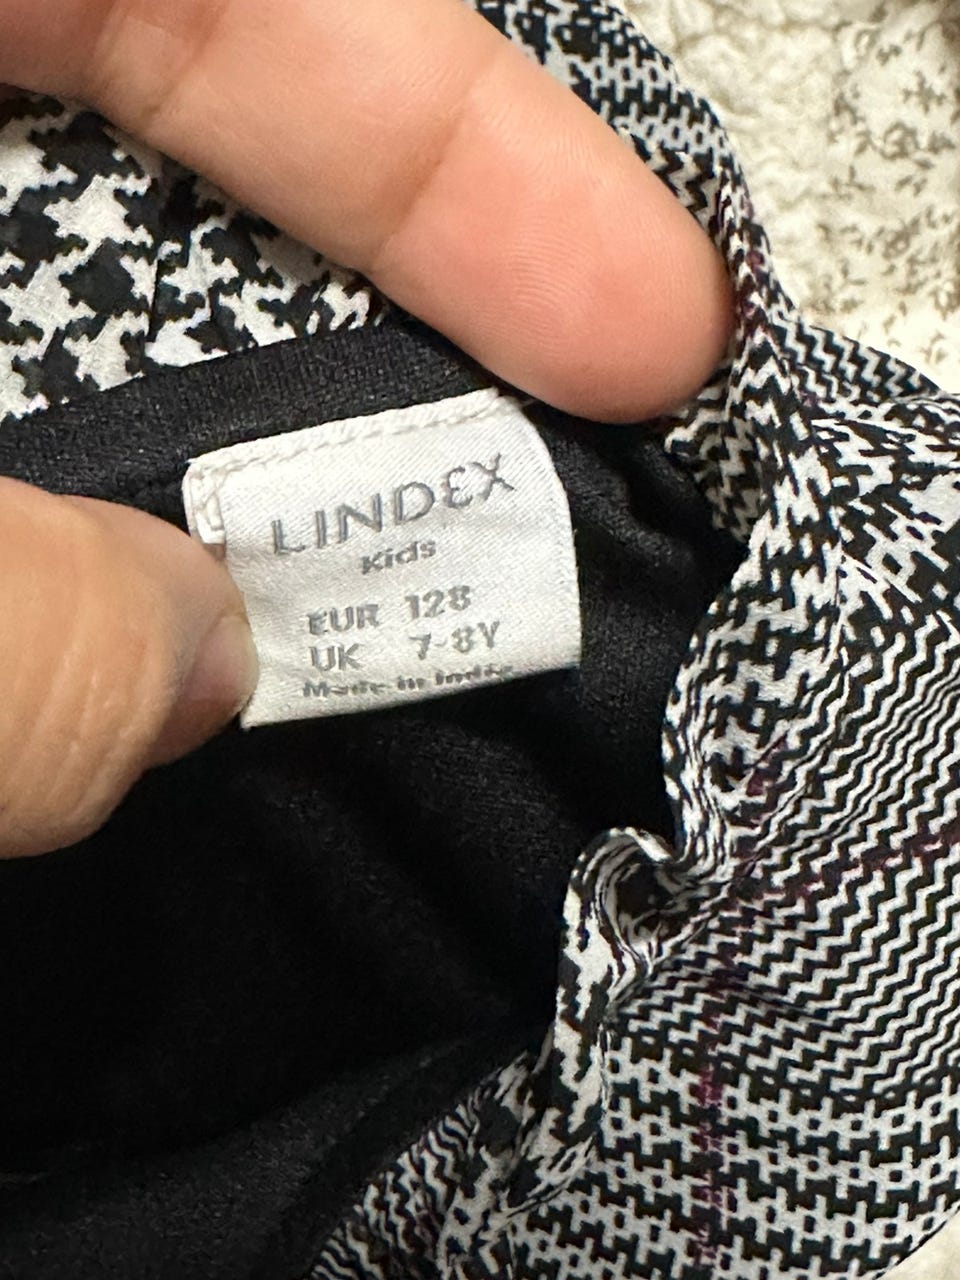 LINDEX
Kids
EUR 128
UK 7-8Y
Made in India